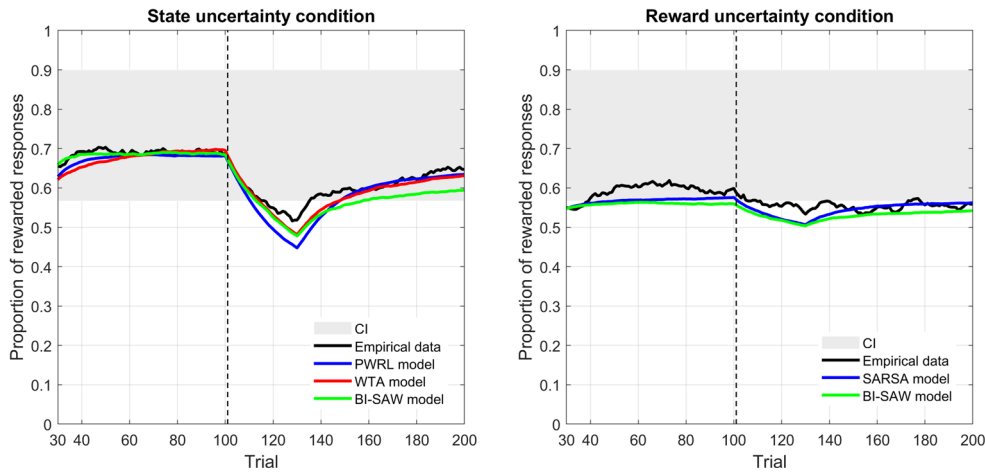 State uncertainty condition
Proportion of rewarded responses
1
0.9
0.8
0.7
0.6
0.5
0.4
0.3
0.2
0.1
0
CI
Empirical data
PWRL model
WTA model
BI-SAW model
30 40 60 80 100 120 140 160 180 200
Trial
Reward uncertainty condition
Proportion of rewarded responses
1
0.9
0.8
0.7
0.6
0.5
0.4
0.3
0.2
0.1
0
CI
Empirical data
SARSA model
BI-SAW model
30 40 60 80 100 120 140 160 180 200
Trial